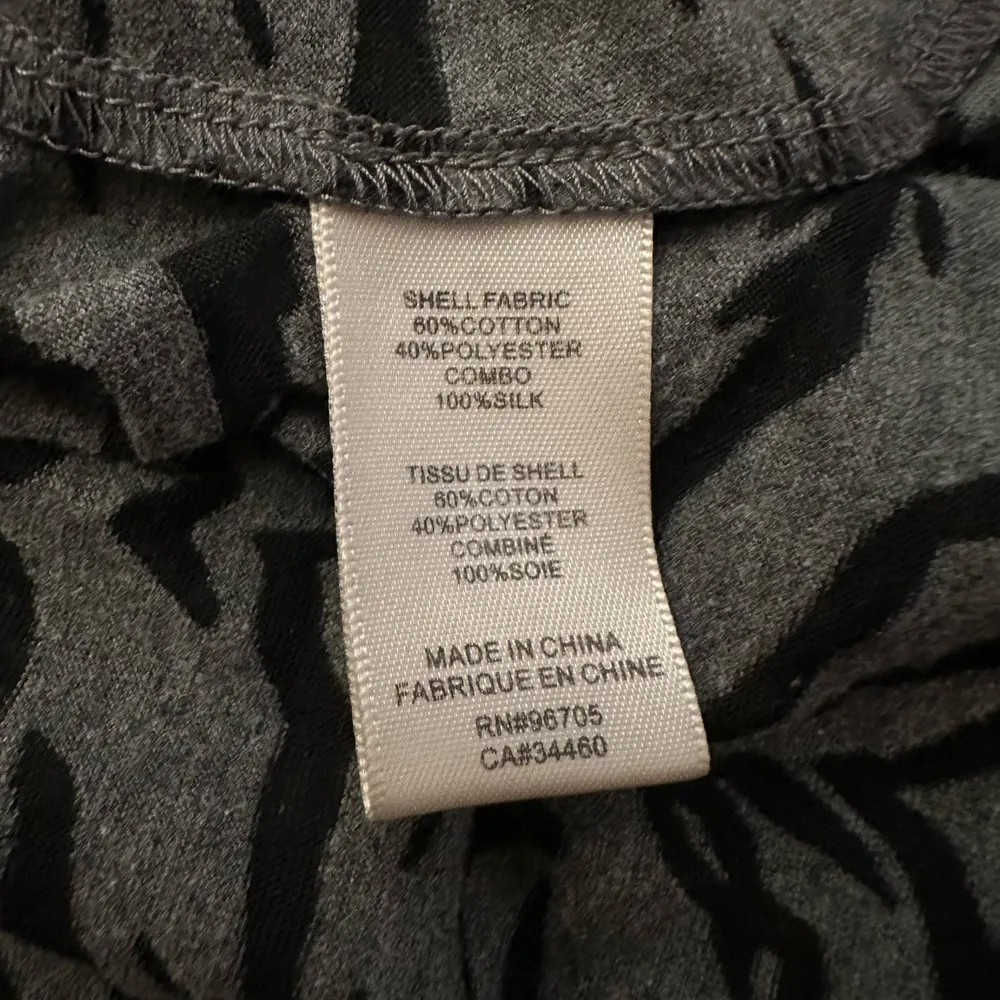 SHELL FABRIC
60%COTTON
40%POLYESTER
COMBO
100%SILK
TISSU DE SHELL
60%COTON
40%POLYESTER
COMBINÉ
100%SOIE
MADE IN CHINA
FABRIQUE EN CHINE
RN#96705
CA#34460